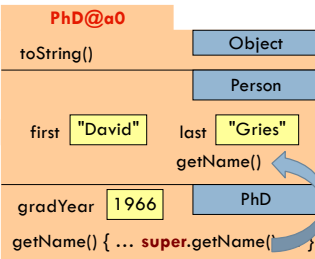 PhD@a0
toString() Object
Person
first "David" last "Gries"
getName()
gradYear 1966 PhD
getName() { ... super.getName() }